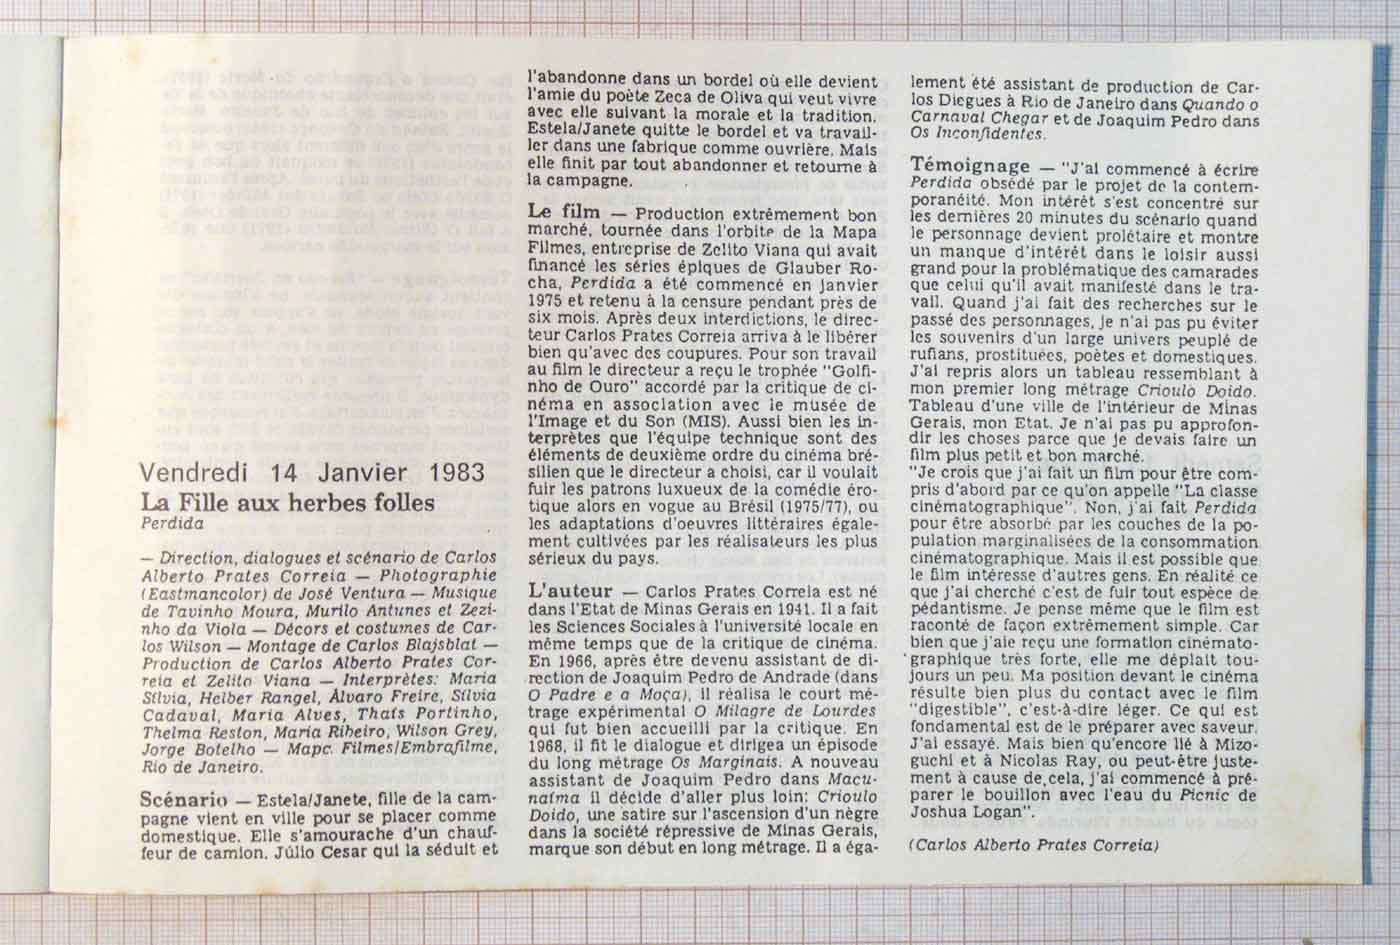 Vendredi 14 Janvier 1983
La Fille aux herbes folles
Perdida
— Direction, dialogues et scénario de Carlos
Alberto Prates Correia — Photographie
(Eastmancolor) de José Ventura — Musique
de Tavinho Moura, Murilo Antunes et Zezi-
nho da Viola — Décors et costumes de Car-
los Wilson — Montage de Carlos Blajsblat —
Production de Carlos Alberto Prates Cor-
reia et Zelito Viana — Interprètes: Maria
Sílvia, Helber Rangel, Álvaro Freire, Sílvia
Cadaval, Maria Alves, Thaís Portinho,
Thelma Reston, Maria Ribeiro, Wilson Grey,
Jorge Botelho — Mapc. Filmes/Embrafilme,
Rio de Janeiro.
Scénario — Estela/Janete, fille de la cam-
pagne vient en ville pour se placer comme
domestique. Elle s'amourache d'un chauf-
feur de camion. Júlio Cesar qui la séduit et
l'abandonne dans un bordel où elle devient
l'amie du poète Zeca de Oliva qui veut vivre
avec elle suivant la morale et la tradition.
Estela/Janete quitte le bordel et va travail-
ler dans une fabrique comme ouvrière. Mais
elle finit par tout abandonner et retourne à
la campagne.
Le film — Production extrêmement bon
marché, tournée dans l'orbite de la Mapa
Filmes, entreprise de Zelito Viana qui avait
financé les séries épiques de Glauber Ro-
cha, Perdida a été commencé en janvier
1975 et retenu à la censure pendant près de
six mois. Après deux interdictions, le direc-
teur Carlos Prates Correia arriva à le libérer
bien qu'avec des coupures. Pour son travail
au film le directeur a reçu le trophée "Golfi-
nho de Ouro" accordé par la critique de ci-
néma en association avec le musée de
l'Image et du Son (MIS). Aussi bien les in-
terprètes que l'équipe technique sont des
éléments de deuxième ordre du cinéma bré-
silien que le directeur a choisi, car il voulait
fuir les patrons luxueux de la comédie éro-
tique alors en vogue au Brésil (1975/77), ou
les adaptations d'oeuvres littéraires égale-
ment cultivées par les réalisateurs les plus
sérieux du pays.
L'auteur — Carlos Prates Correia est né
dans l'Etat de Minas Gerais en 1941. Il a fait
les Sciences Sociales à l'université locale en
même temps que de la critique de cinéma.
En 1966, après être devenu assistant de di-
rection de Joaquim Pedro de Andrade (dans
O Padre e a Moça), il réalisa le court mé-
trage expérimental O Milagre de Lourdes
qui fut bien accueilli par la critique. En
1968, il fit le dialogue et dirigea un épisode
du long métrage Os Marginais. A nouveau
assistant de Joaquim Pedro dans Macu-
naíma il décide d'aller plus loin: Crioulo
Doido, une satire sur l'ascension d'un nègre
dans la société répressive de Minas Gerais,
marque son début en long métrage. Il a éga-
lement été assistant de production de Car-
los Diegues à Rio de Janeiro dans Quando o
Carnaval Chegar et de Joaquim Pedro dans
Os Inconfidentes.
Témoignage — "J'ai commencé à écrire
Perdida obsédé par le projet de la contem-
poranéité. Mon intérêt s'est concentré sur
les dernières 20 minutes du scénario quand
le personnage devient prolétaire et montre
un manque d'intérêt dans le loisir aussi
grand pour la problématique des camarades
que celui qu'il avait manifesté dans le tra-
vail. Quand j'ai fait des recherches sur le
passé des personnages, je n'ai pas pu éviter
les souvenirs d'un large univers peuplé de
rufians, prostituées, poètes et domestiques.
J'ai repris alors un tableau ressemblant à
mon premier long métrage Crioulo Doido.
Tableau d'une ville de l'intérieur de Minas
Gerais, mon Etat. Je n'ai pas pu approfon-
dir les choses parce que je devais faire un
film plus petit et bon marché.
"Je crois que j'ai fait un film pour être com-
pris d'abord par ce qu'on appelle "La classe
cinématographique". Non, j'ai fait Perdida
pour être absorbé par les couches de la po-
pulation marginalisées de la consommation
cinématographique. Mais il est possible que
le film intéresse d'autres gens. En réalité ce
que j'ai cherché c'est de fuir tout espèce de
pédantisme. Je pense même que le film est
raconté de façon extrêmement simple. Car
bien que j'aie reçu une formation cinémato-
graphique très forte, elle me déplait tou-
jours un peu. Ma position devant le cinéma
résulte bien plus du contact avec le film
"digestible", c'est-à-dire léger. Ce qui est
fondamental est de le préparer avec saveur.
J'ai essayé. Mais bien qu'encore lié à Mizo-
guchi et à Nicolas Ray, ou peut-être juste-
ment à cause de cela, j'ai commencé à pré-
parer le bouillon avec l'eau du Picnic de
Joshua Logan".
(Carlos Alberto Prates Correia)